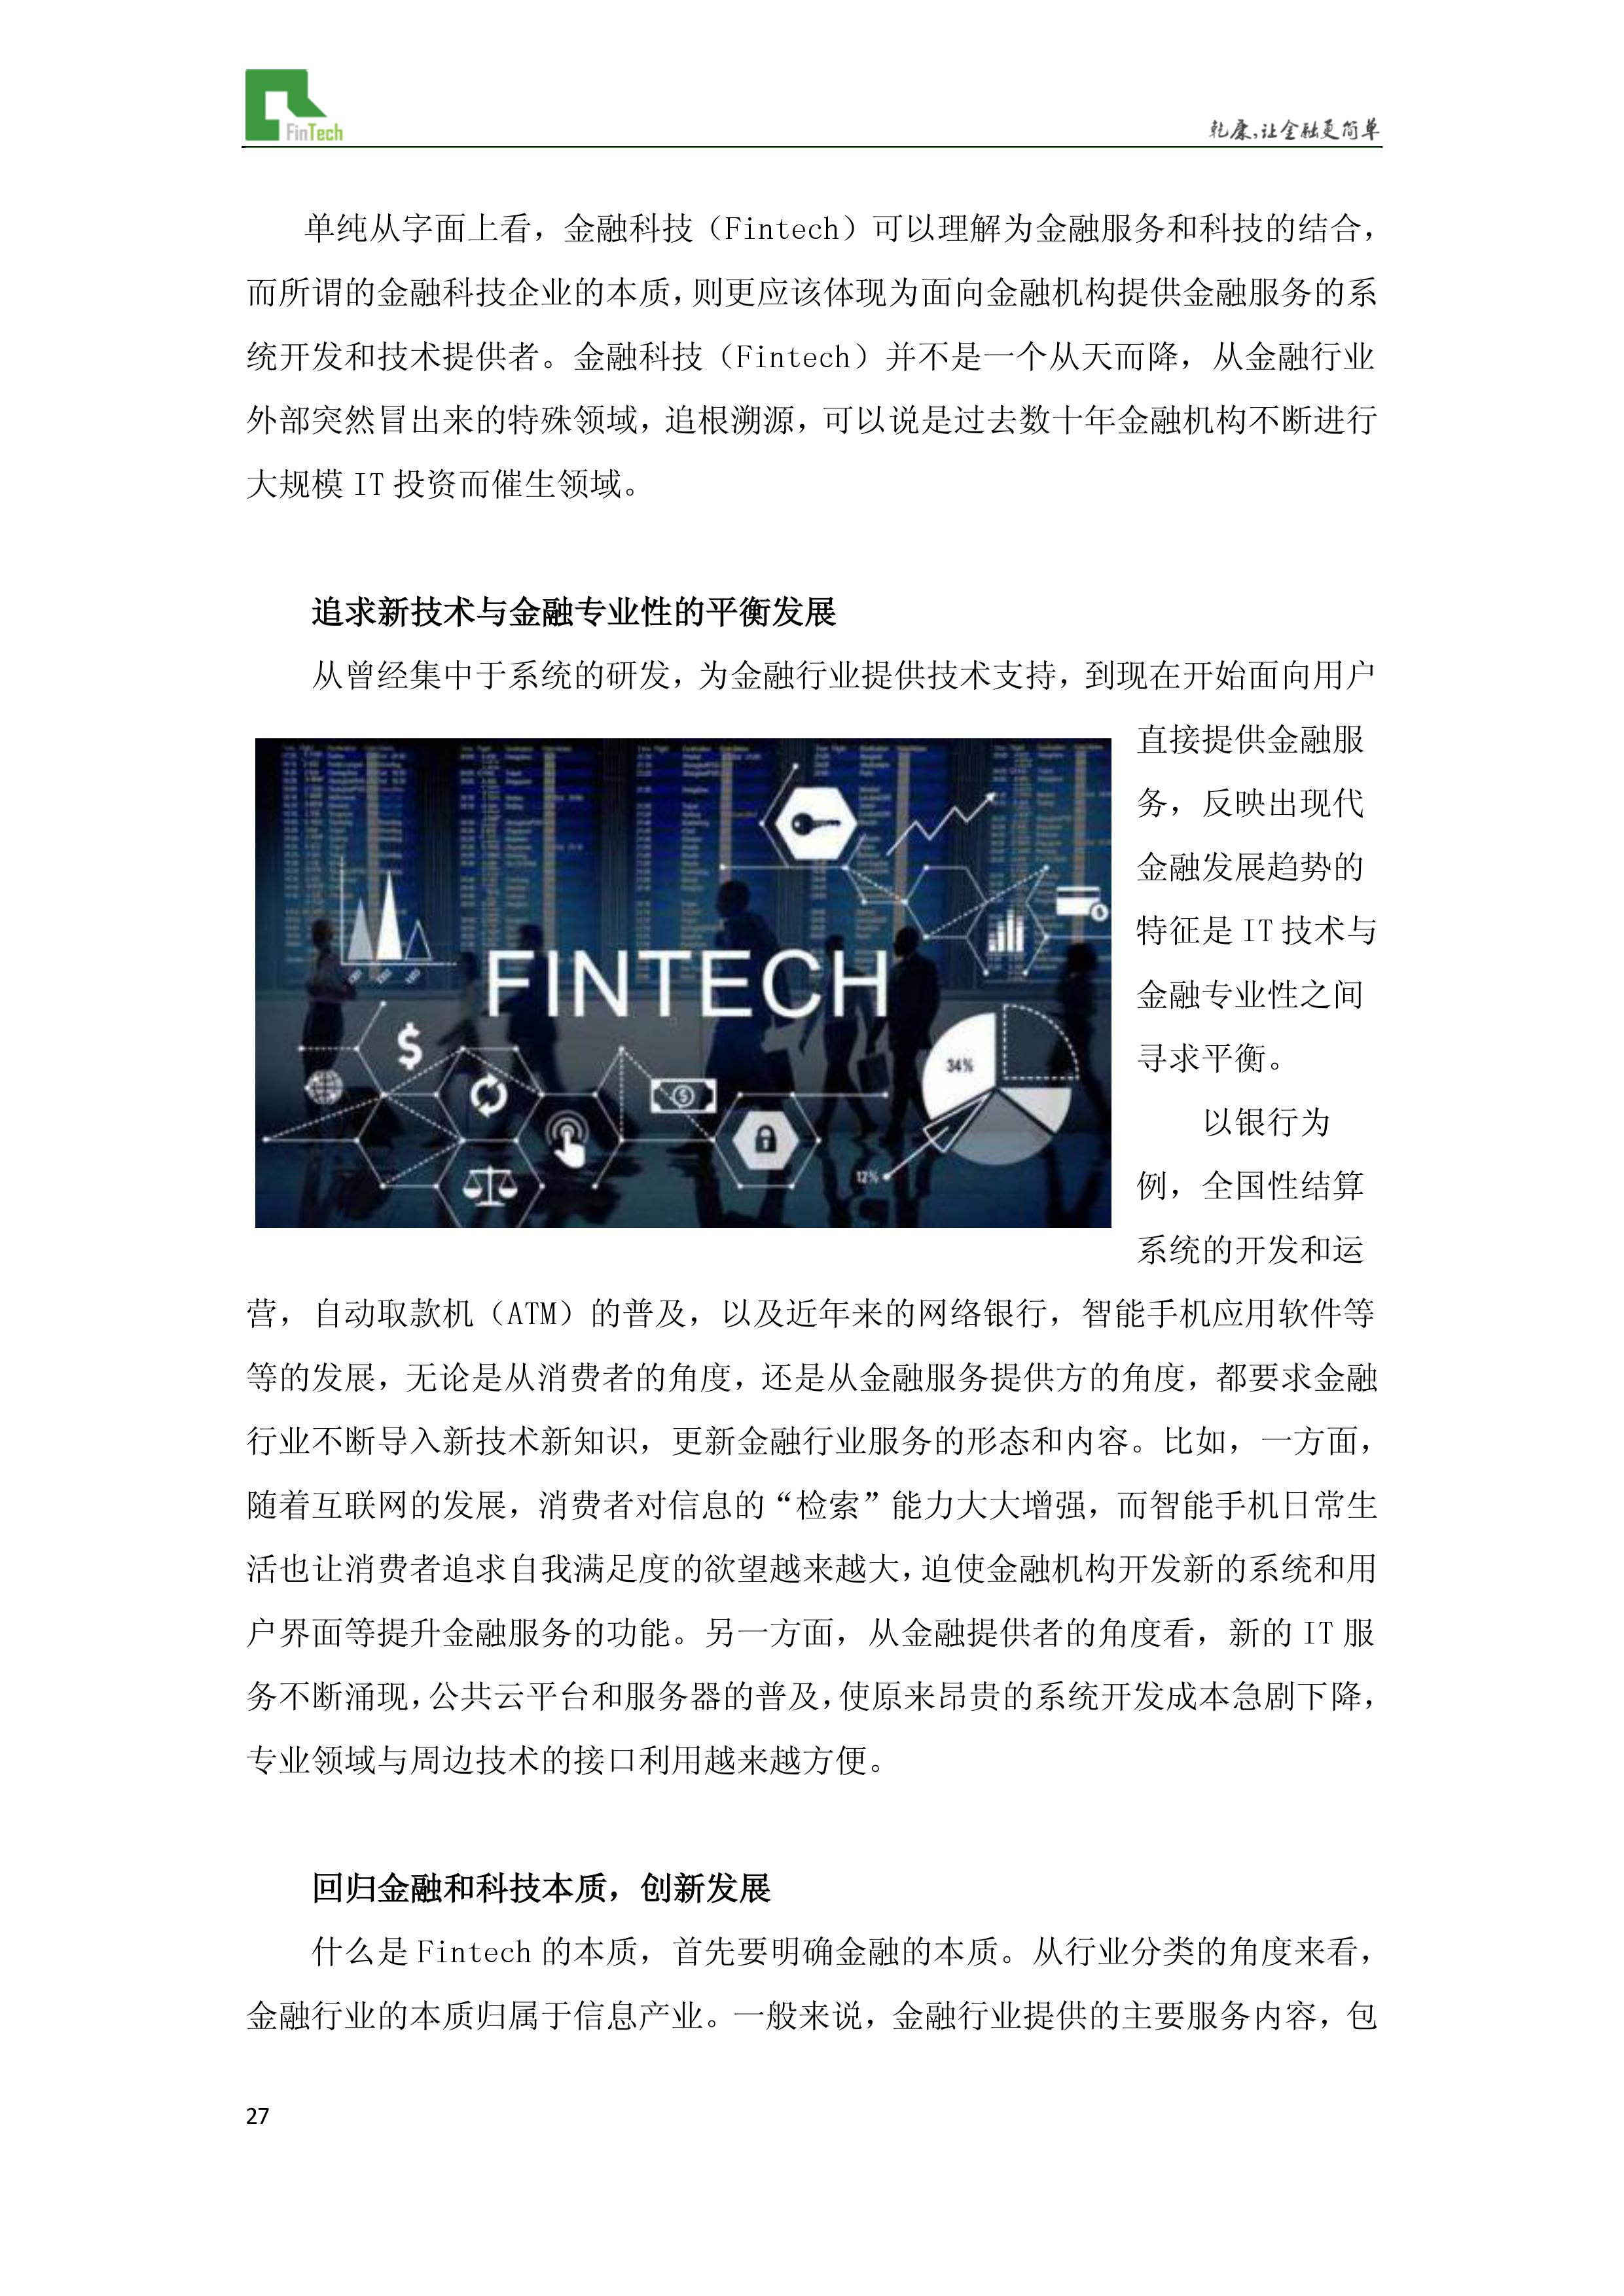 FinTech
乾康,让金融更简单
单纯从字面上看，金融科技（Fintech）可以理解为金融服务和科技的结合，
而所谓的金融科技企业的本质，则更应该体现为面向金融机构提供金融服务的系
统开发和技术提供者。金融科技（Fintech）并不是一个从天而降，从金融行业
外部突然冒出来的特殊领域，追根溯源，可以说是过去数十年金融机构不断进行
大规模 IT 投资而催生领域。
追求新技术与金融专业性的平衡发展
从曾经集中于系统的研发，为金融行业提供技术支持，到现在开始面向用户
直接提供金融服
务，反映出现代
金融发展趋势的
特征是 IT 技术与
金融专业性之间
寻求平衡。
以银行为
例，全国性结算
系统的开发和运
FINTECH
34%
12%
营，自动取款机（ATM）的普及，以及近年来的网络银行，智能手机应用软件等
等的发展，无论是从消费者的角度，还是从金融服务提供方的角度，都要求金融
行业不断导入新技术新知识，更新金融行业服务的形态和内容。比如，一方面，
随着互联网的发展，消费者对信息的“检索”能力大大增强，而智能手机日常生
活也让消费者追求自我满足度的欲望越来越大，迫使金融机构开发新的系统和用
户界面等提升金融服务的功能。另一方面，从金融提供者的角度看，新的 IT 服
务不断涌现，公共云平台和服务器的普及，使原来昂贵的系统开发成本急剧下降，
专业领域与周边技术的接口利用越来越方便。
回归金融和科技本质，创新发展
什么是 Fintech 的本质，首先要明确金融的本质。从行业分类的角度来看，
金融行业的本质归属于信息产业。一般来说，金融行业提供的主要服务内容，包
27